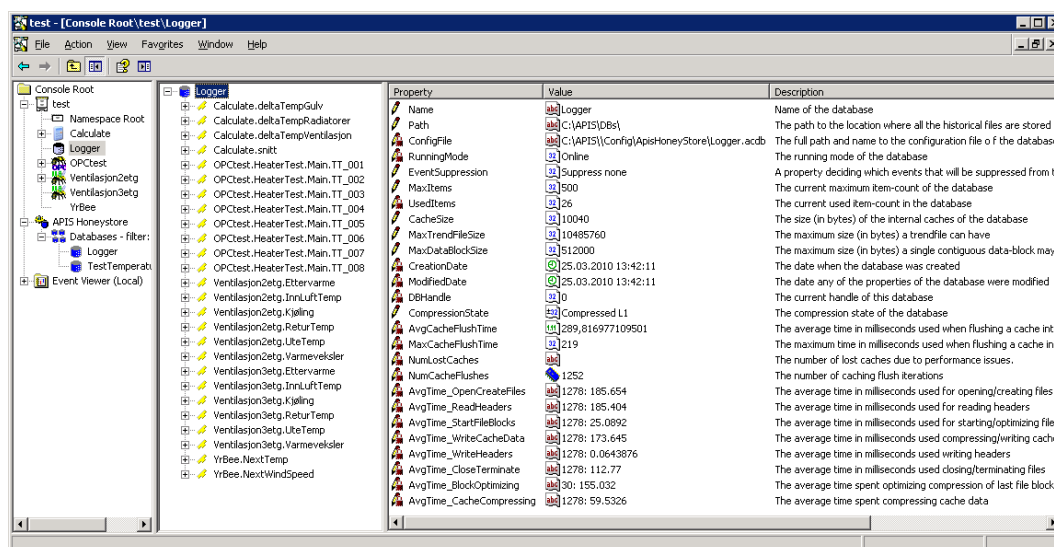 test - [Console Root\test\Logger]
File Action View Favorites Window Help
Console Root
test
Namespace Root
Calculate
Logger
OPCtest
Ventilasjon2etg
Ventilasjon3etg
YrBee
APIS Honeystore
Databases - filter:
Logger
TestTemperatu
Event Viewer (Local)
Logger
Calculate.deltaTempGulv
Calculate.deltaTempRadiatorer
Calculate.deltaTempVentilasjon
Calculate.snitt
OPCtest.HeaterTest.Main.TT_001
OPCtest.HeaterTest.Main.TT_002
OPCtest.HeaterTest.Main.TT_003
OPCtest.HeaterTest.Main.TT_004
OPCtest.HeaterTest.Main.TT_005
OPCtest.HeaterTest.Main.TT_006
OPCtest.HeaterTest.Main.TT_007
OPCtest.HeaterTest.Main.TT_008
Ventilasjon2etg.Ettervarme
Ventilasjon2etg.InnLuftTemp
Ventilasjon2etg.Kjøling
Ventilasjon2etg.ReturTemp
Ventilasjon2etg.UteTemp
Ventilasjon2etg.Varmeveksler
Ventilasjon3etg.Ettervarme
Ventilasjon3etg.InnLuftTemp
Ventilasjon3etg.Kjøling
Ventilasjon3etg.ReturTemp
Ventilasjon3etg.UteTemp
Ventilasjon3etg.Varmeveksler
YrBee.NextTemp
YrBee.NextWindSpeed
Property Value Description
Name Logger Name of the database
Path C:\APIS\DBs\ The path to the location where all the historical files are stored
ConfigFile C:\APIS\\Config\ApisHoneyStore\Logger.acdb The full path and name to the configuration file o f the database
RunningMode Online The running mode of the database
EventSuppression Suppress none A property deciding which events that will be suppressed from t
MaxItems 500 The current maximum item-count of the database
UsedItems 26 The current used item-count in the database
CacheSize 10040 The size (in bytes) of the internal caches of the database
MaxTrendFileSize 10485760 The maximum size (in bytes) a trendfile can have
MaxDataBlockSize 512000 The maximum size (in bytes) a single contiguous data-block may
CreationDate 25.03.2010 13:42:11 The date when the database was created
ModifiedDate 25.03.2010 13:42:11 The date any of the properties of the database were modified
DBHandle 0 The current handle of this database
CompressionState Compressed L1 The compression state of the database
AvgCacheFlushTime 289,816977109501 The average time in milliseconds used when flushing a cache int
MaxCacheFlushTime 219 The maximum time in milliseconds used when flushing a cache in
NumLostCaches The number of lost caches due to performance issues.
NumCacheFlushes 1252 The number of caching flush iterations
AvgTime_OpenCreateFiles 1278: 185.654 The average time in milliseconds used for opening/creating files
AvgTime_ReadHeaders 1278: 185.404 The average time in milliseconds used for reading headers
AvgTime_StartFileBlocks 1278: 25.0892 The average time in milliseconds used for starting/optimizing file
AvgTime_WriteCacheData 1278: 173.645 The average time in milliseconds used compressing/writing cache
AvgTime_WriteHeaders 1278: 0.0643876 The average time in milliseconds used writing headers
AvgTime_CloseTerminate 1278: 112.77 The average time in milliseconds used closing/terminating files
AvgTime_BlockOptimizing 30: 155.032 The average time spent optimizing compression of last file block
AvgTime_CacheCompressing 1278: 59.5326 The average time spent compressing cache data